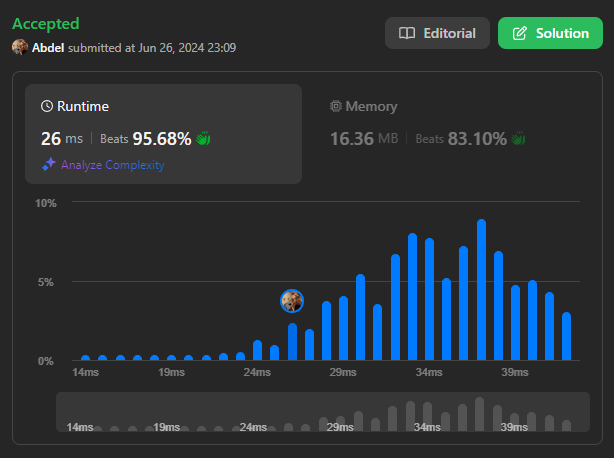 Accepted
Abdel submitted at Jun 26, 2024 23:09
Editorial
Solution
Runtime
26 ms | Beats 95.68%
Analyze Complexity
Memory
16.36 MB | Beats 83.10%
10%
5%
0%
14ms 19ms 24ms 29ms 34ms 39ms
14ms 19ms 24ms 29ms 34ms 39ms